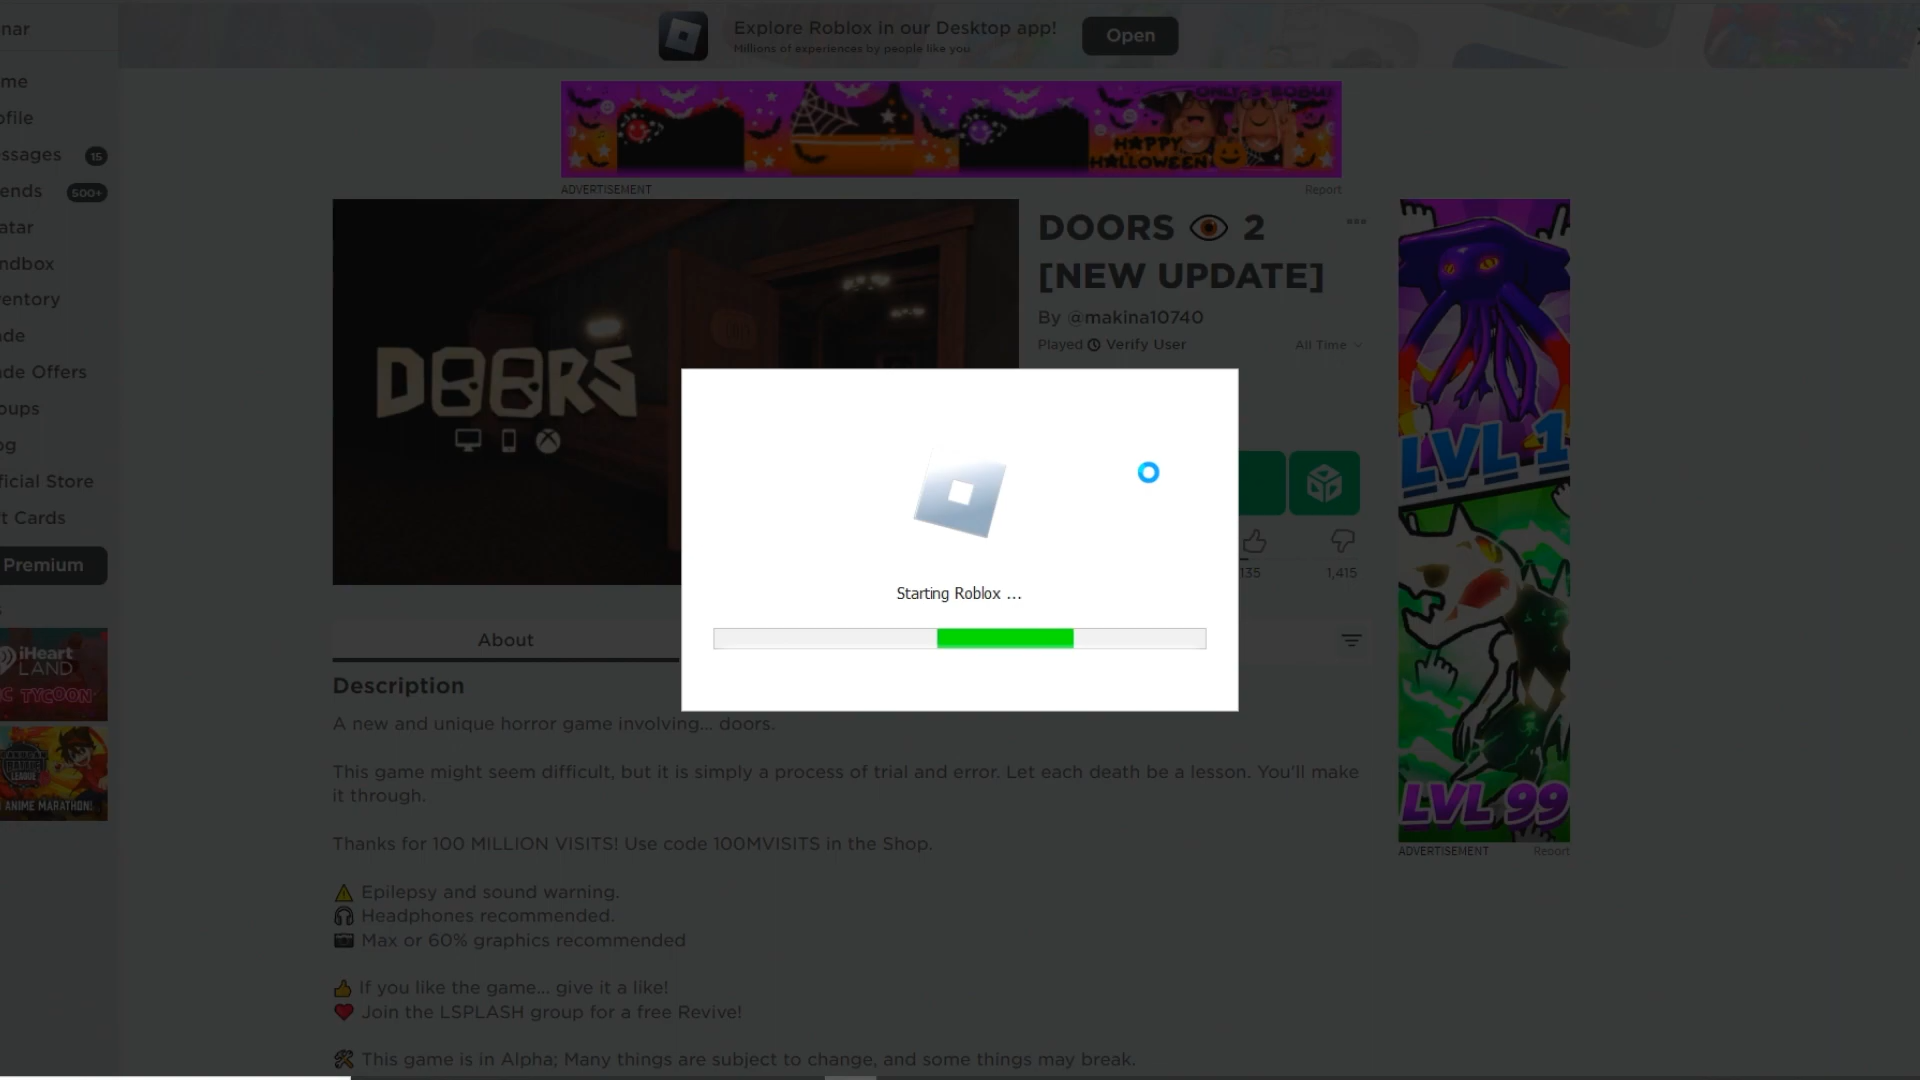 nar
Explore Roblox in our Desktop app!
Millions of experiences by people like you
Open
me
ofile
ssages 15
ends 500+
atar
ndbox
entory
de
de Offers
oups
og
ficial Store
t Cards
Premium
iHeart
LAND
C TYCOON
LEAGUE
ANIME MARATHON!
ONLY 5 ROBUX!
HAPPY
HALLOWEEN
ADVERTISEMENT
Report
DOORS
DOORS 👁 2
[NEW UPDATE]
By @makina10740
Played Verify User
All Time
135
1,415
Starting Roblox ...
About
Description
A new and unique horror game involving... doors.
This game might seem difficult, but it is simply a process of trial and error. Let each death be a lesson. You'll make
it through.
Thanks for 100 MILLION VISITS! Use code 100MVISITS in the Shop.
⚠ Epilepsy and sound warning.
🎧 Headphones recommended.
📷 Max or 60% graphics recommended
👍 If you like the game... give it a like!
❤ Join the LSPLASH group for a free Revive!
🛠 This game is in Alpha; Many things are subject to change, and some things may break.
LVL 1
LVL 99
ADVERTISEMENT
Report